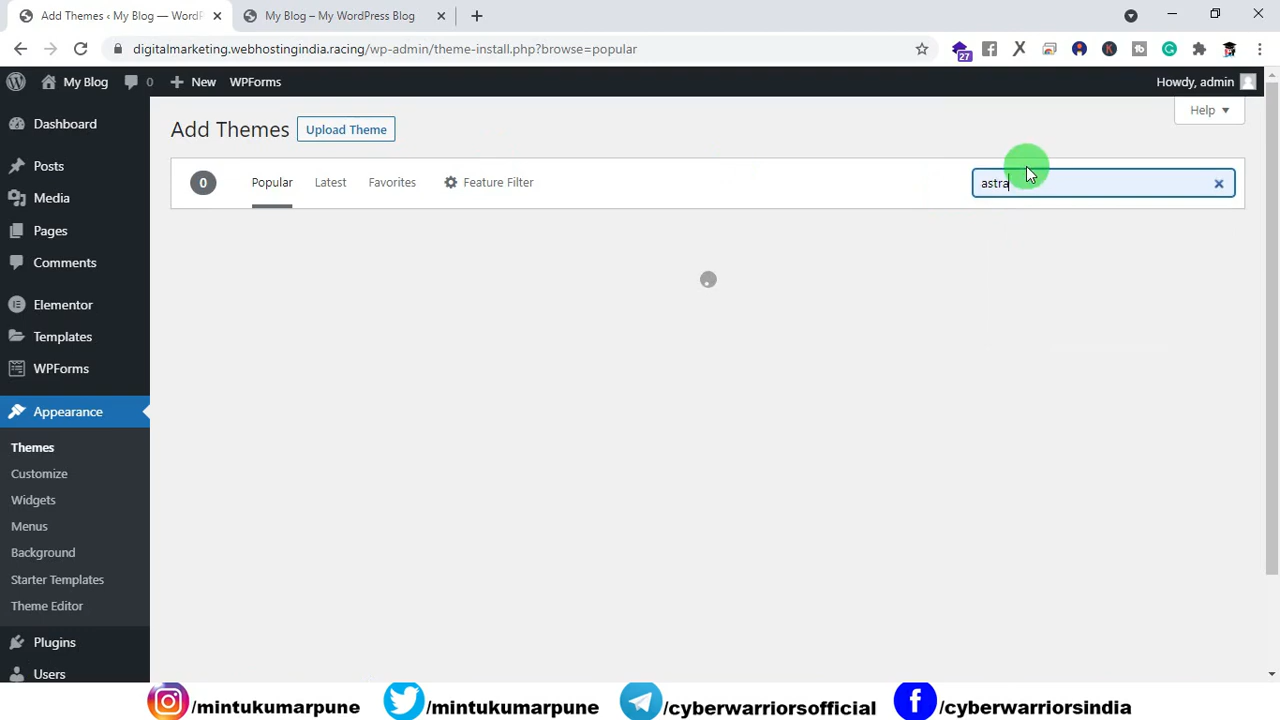 Add Themes ‹ My Blog — WordP
My Blog – My WordPress Blog
digitalmarketing.webhostingindia.racing/wp-admin/theme-install.php?browse=popular
27
My Blog
0
New
WPForms
Howdy, admin
Help
Dashboard
Posts
Media
Pages
Comments
Elementor
Templates
WPForms
Appearance
Themes
Customize
Widgets
Menus
Background
Starter Templates
Theme Editor
Plugins
Users
Add Themes
Upload Theme
0
Popular
Latest
Favorites
Feature Filter
astra
/mintukumarpune
/mintukumarpune
/cyberwarriorsofficial
/cyberwarriorsindia